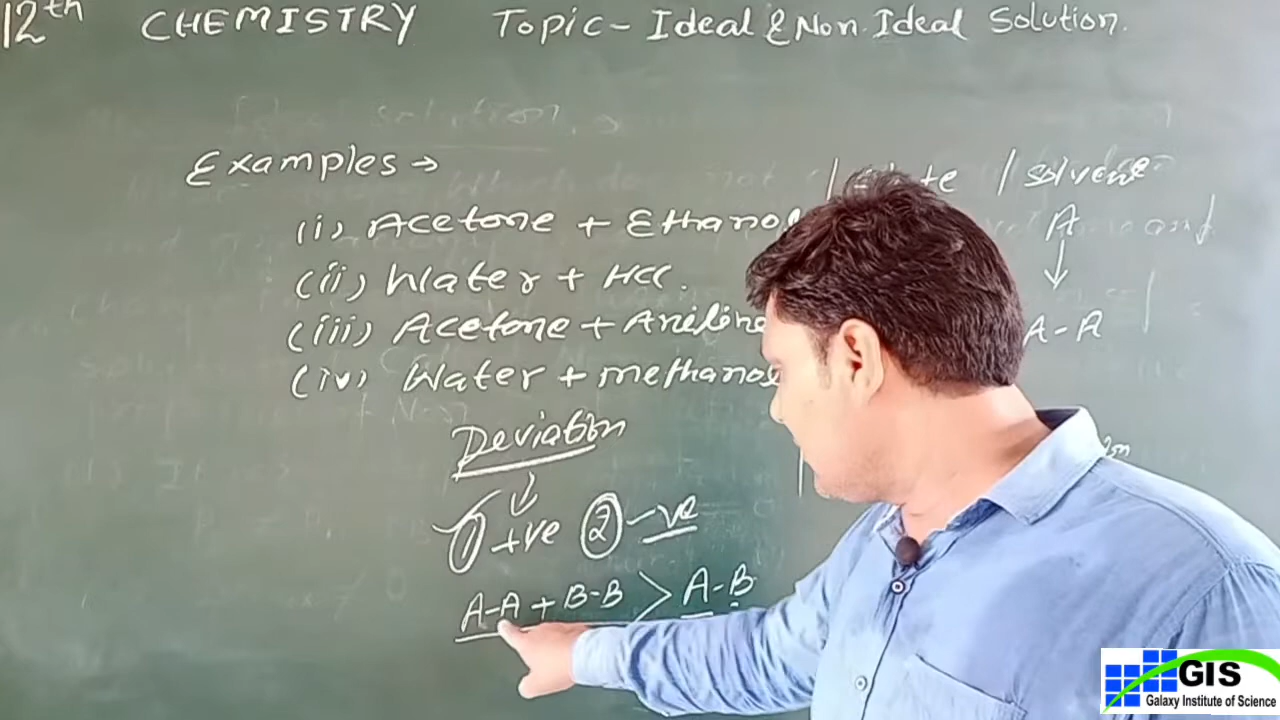 12th CHEMISTRY Topic - Ideal & Non. Ideal Solution.
Examples →
solvent
(i) Acetone + Ethanol
A
(ii) Water + HCl.
(iii) Acetone + Aniline
A-A
(iv) Water + methanol
Deviation
① +ve ② -ve
A-A + B-B > A-B
GIS
Galaxy Institute of Science